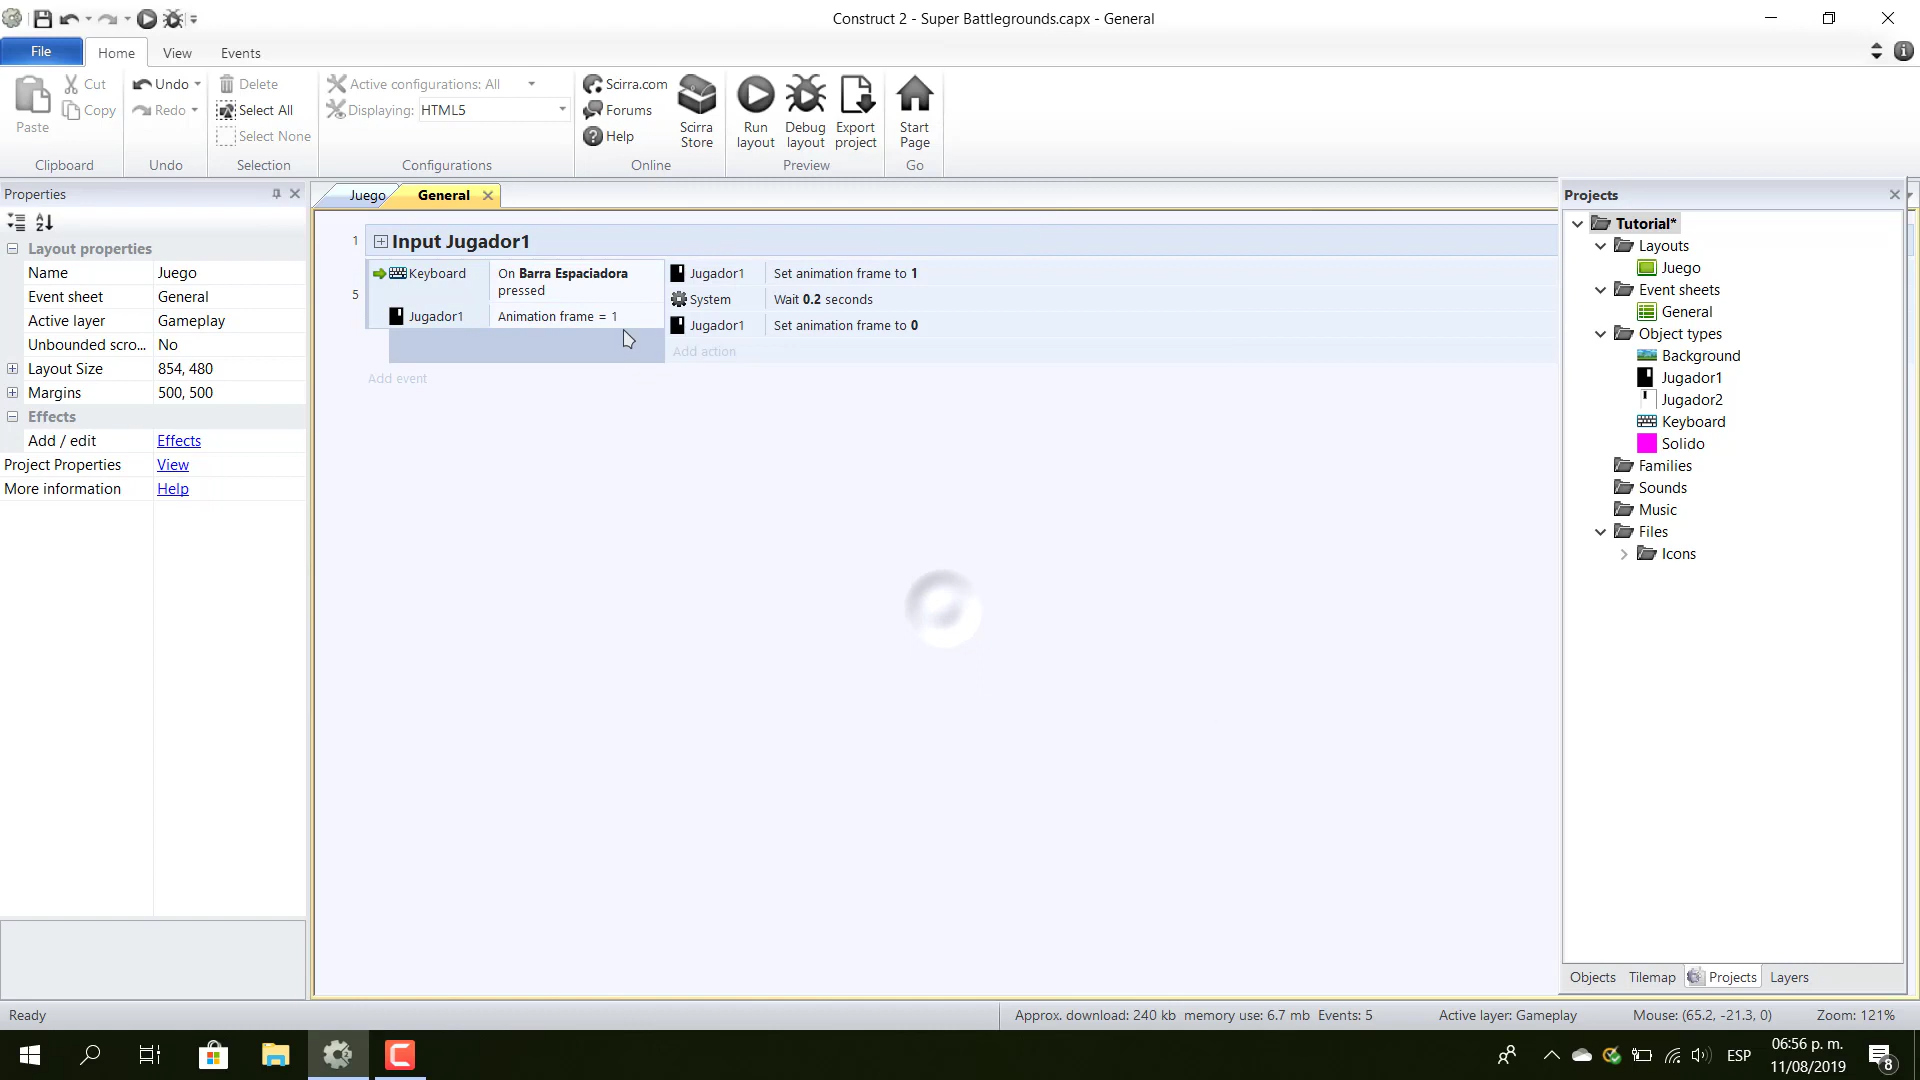 Construct 2 - Super Battlegrounds.capx - General
File Home View Events
Paste
Cut
Copy
Clipboard
Undo
Redo
Undo
Delete
Select All
Select None
Selection
Active configurations: All
Displaying: HTML5
Configurations
Scirra.com
Forums
Help
Scirra
Store
Online
Run
layout
Debug
layout
Export
project
Preview
Start
Page
Go
Properties
Layout properties
Name Juego
Event sheet General
Active layer Gameplay
Unbounded scro... No
Layout Size 854, 480
Margins 500, 500
Effects
Add / edit Effects
Project Properties View
More information Help
Juego General
1 Input Jugador1
5
Keyboard On Barra Espaciadora
pressed
Jugador1 Animation frame = 1
Jugador1 Set animation frame to 1
System Wait 0.2 seconds
Jugador1 Set animation frame to 0
Add action
Add event
Projects
Tutorial*
Layouts
Juego
Event sheets
General
Object types
Background
Jugador1
Jugador2
Keyboard
Solido
Families
Sounds
Music
Files
Icons
Objects Tilemap Projects Layers
Ready
Approx. download: 240 kb memory use: 6.7 mb Events: 5 Active layer: Gameplay Mouse: (65.2, -21.3, 0) Zoom: 121%
ESP
06:56 p. m.
11/08/2019
8